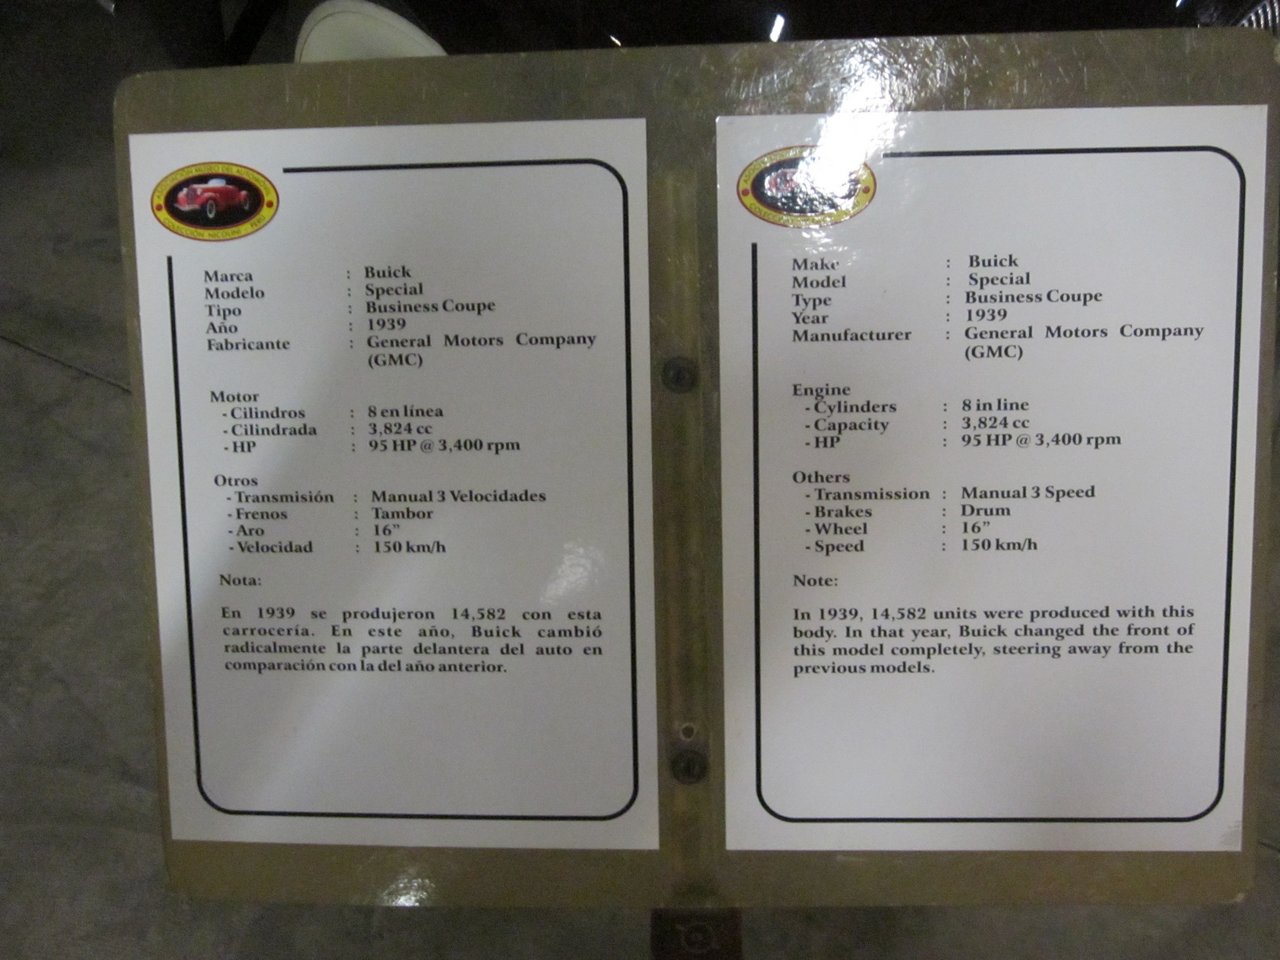 ASOCIACIÓN MUSEO DEL AUTOMÓVIL
COLECCIÓN NICOLINI - PERÚ
Marca : Buick
Modelo : Special
Tipo : Business Coupe
Año : 1939
Fabricante : General Motors Company
(GMC)
Motor
- Cilindros : 8 en línea
- Cilindrada : 3,824 cc
- HP : 95 HP @ 3,400 rpm
Otros
- Transmisión : Manual 3 Velocidades
- Frenos : Tambor
- Aro : 16”
- Velocidad : 150 km/h
Nota:
En 1939 se produjeron 14,582 con esta
carrocería. En este año, Buick cambió
radicalmente la parte delantera del auto en
comparación con la del año anterior.
Make : Buick
Model : Special
Type : Business Coupe
Year : 1939
Manufacturer : General Motors Company
(GMC)
Engine
- Cylinders : 8 in line
- Capacity : 3,824 cc
- HP : 95 HP @ 3,400 rpm
Others
- Transmission : Manual 3 Speed
- Brakes : Drum
- Wheel : 16”
- Speed : 150 km/h
Note:
In 1939, 14,582 units were produced with this
body. In that year, Buick changed the front of
this model completely, steering away from the
previous models.